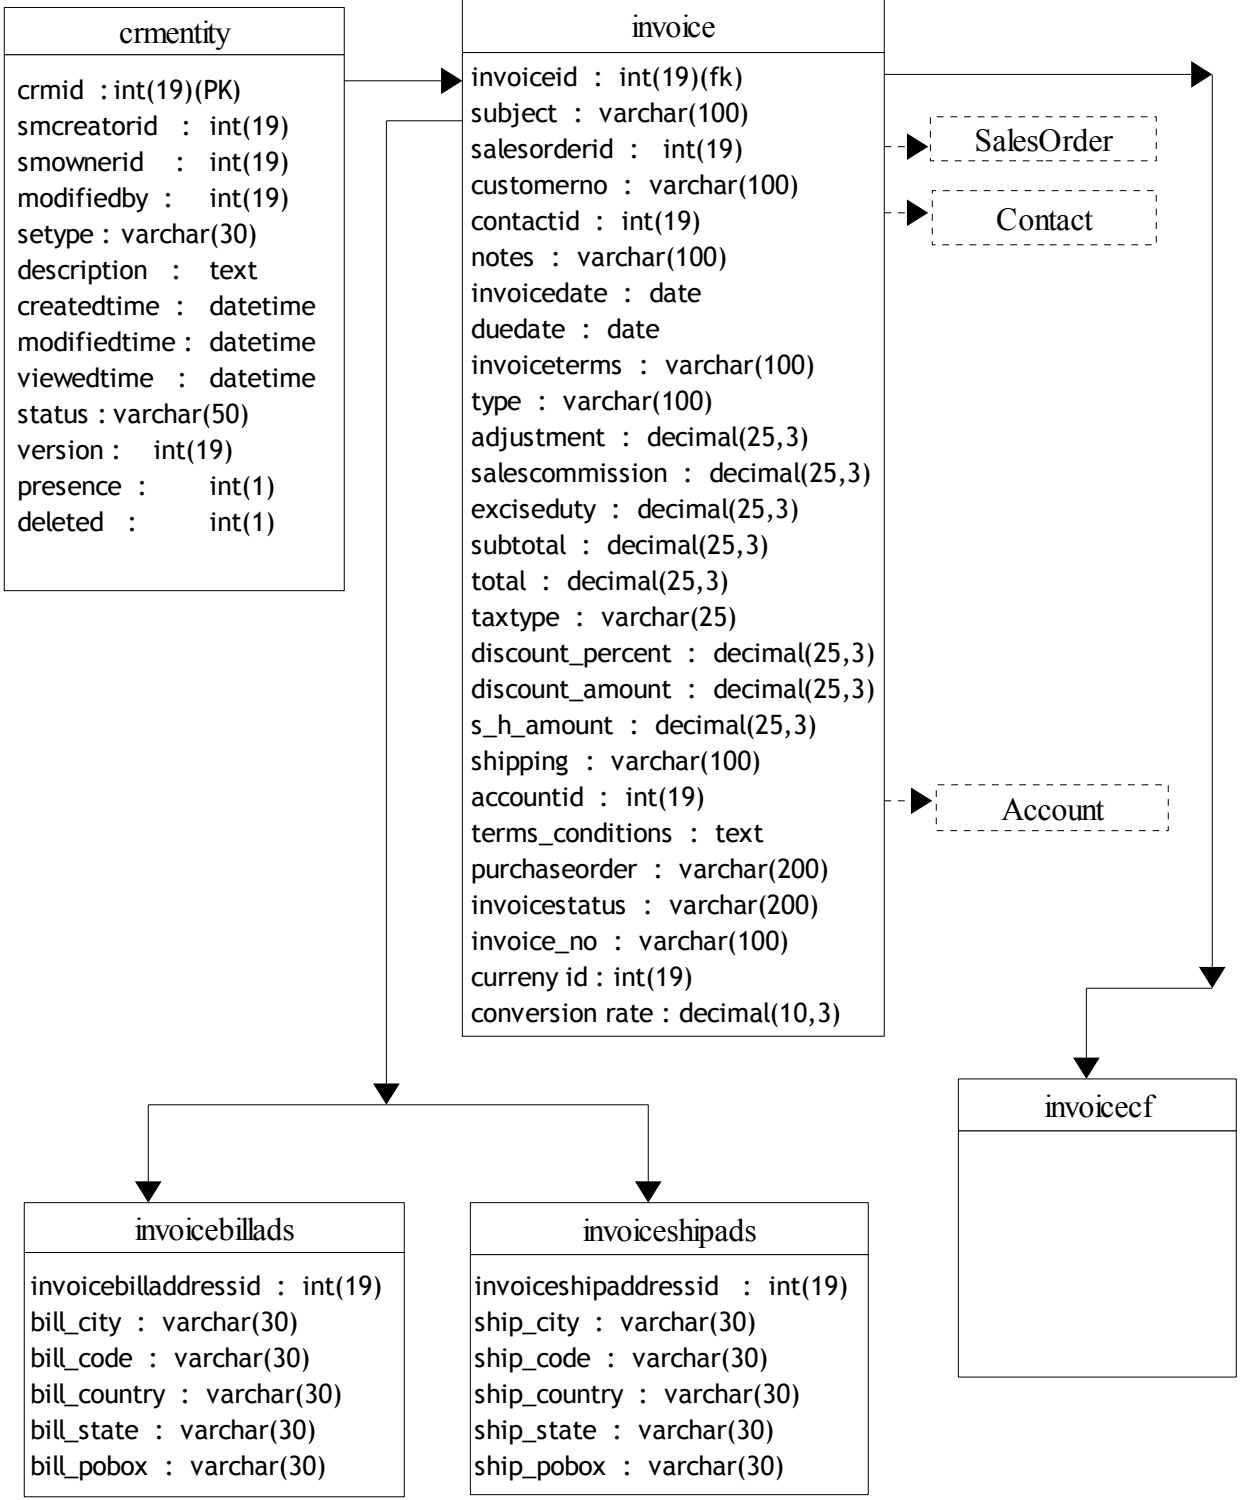 crmentity
crmid : int(19)(PK)
smcreatorid : int(19)
smownerid : int(19)
modifiedby : int(19)
setype : varchar(30)
description : text
createdtime : datetime
modifiedtime : datetime
viewedtime : datetime
status : varchar(50)
version : int(19)
presence : int(1)
deleted : int(1)
invoice
invoiceid : int(19)(fk)
subject : varchar(100)
salesorderid : int(19)
customerno : varchar(100)
contactid : int(19)
notes : varchar(100)
invoicedate : date
duedate : date
invoiceterms : varchar(100)
type : varchar(100)
adjustment : decimal(25,3)
salescommission : decimal(25,3)
exciseduty : decimal(25,3)
subtotal : decimal(25,3)
total : decimal(25,3)
taxtype : varchar(25)
discount_percent : decimal(25,3)
discount_amount : decimal(25,3)
s_h_amount : decimal(25,3)
shipping : varchar(100)
accountid : int(19)
terms_conditions : text
purchaseorder : varchar(200)
invoicestatus : varchar(200)
invoice_no : varchar(100)
curreny id : int(19)
conversion rate : decimal(10,3)
SalesOrder
Contact
Account
invoicecf
invoicebillads
invoicebilladdressid : int(19)
bill_city : varchar(30)
bill_code : varchar(30)
bill_country : varchar(30)
bill_state : varchar(30)
bill_pobox : varchar(30)
invoiceshipads
invoiceshipaddressid : int(19)
ship_city : varchar(30)
ship_code : varchar(30)
ship_country : varchar(30)
ship_state : varchar(30)
ship_pobox : varchar(30)